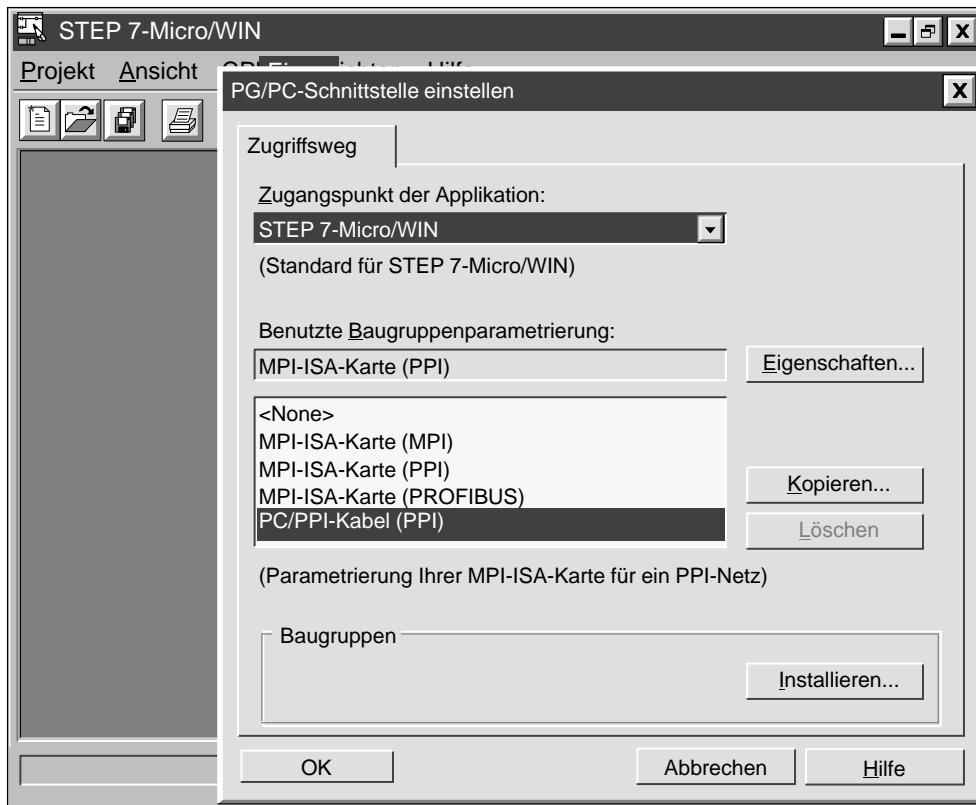 STEP 7-Micro/WIN
Projekt Ansicht
PG/PC-Schnittstelle einstellen
Zugriffsweg
Zugangspunkt der Applikation:
STEP 7-Micro/WIN
(Standard für STEP 7-Micro/WIN)
Benutzte Baugruppenparametrierung:
MPI-ISA-Karte (PPI)
Eigenschaften...
<None>
MPI-ISA-Karte (MPI)
MPI-ISA-Karte (PPI)
MPI-ISA-Karte (PROFIBUS)
PC/PPI-Kabel (PPI)
Kopieren...
Löschen
(Parametrierung Ihrer MPI-ISA-Karte für ein PPI-Netz)
Baugruppen
Installieren...
OK
Abbrechen
Hilfe